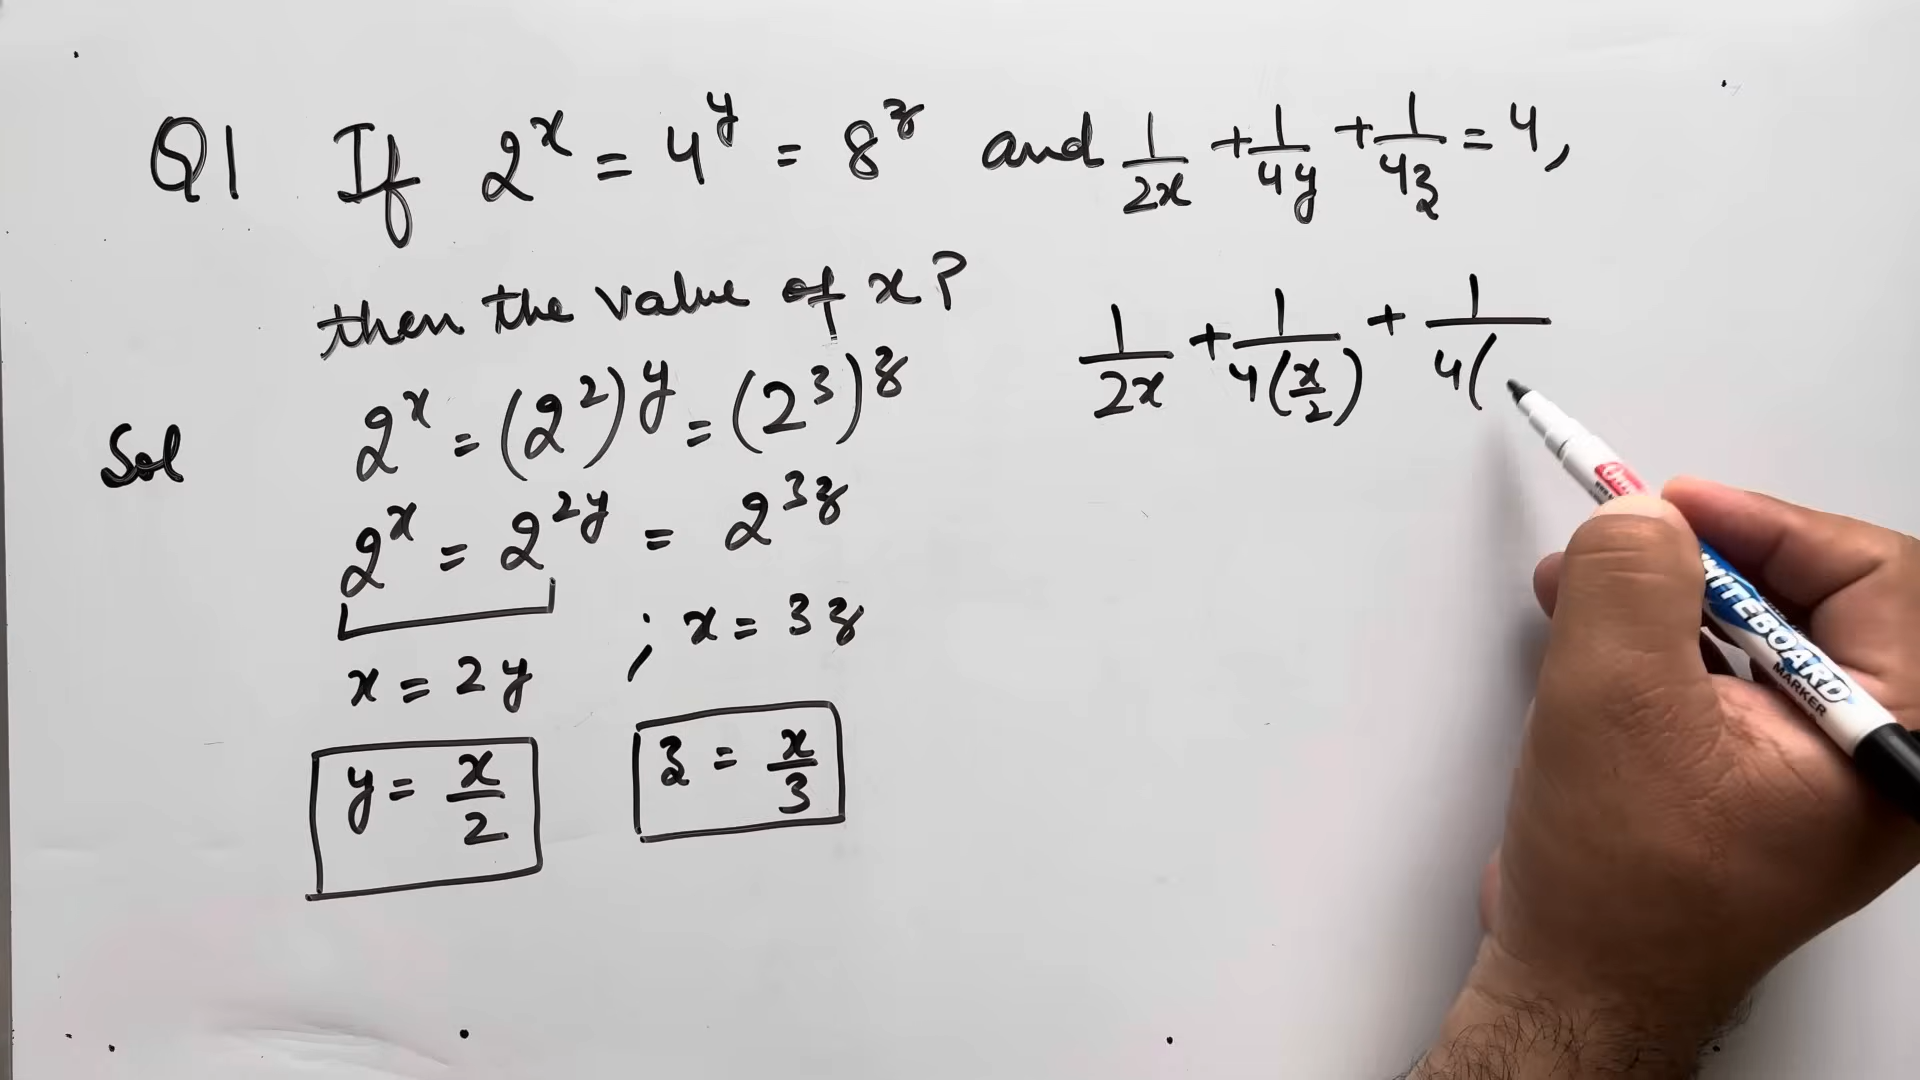 Q1 If 2^x = 4^y = 8^z and 1/2x + 1/4y + 1/4z = 4,
then the value of x?
Sol 2^x = (2^2)^y = (2^3)^z
2^x = 2^2y = 2^3z
x = 2y ; x = 3z
y = x/2 z = x/3
1/2x + 1/4(x/2) + 1/4(
WHITEBOARD
MARKER